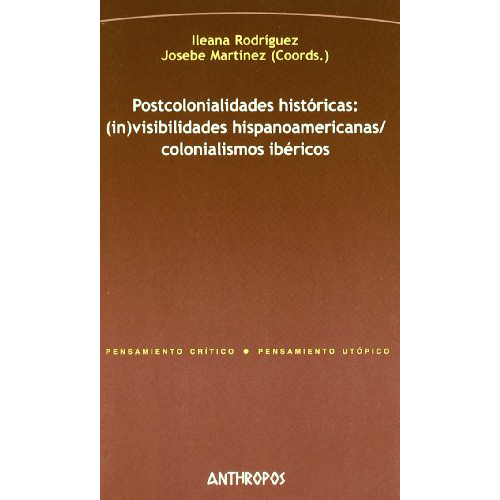 Ileana Rodríguez
Josebe Martínez (Coords.)
Postcolonialidades históricas:
(in)visibilidades hispanoamericanas/
colonialismos ibéricos
PENSAMIENTO CRÍTICO ● PENSAMIENTO UTÓPICO
ANTHROPOS